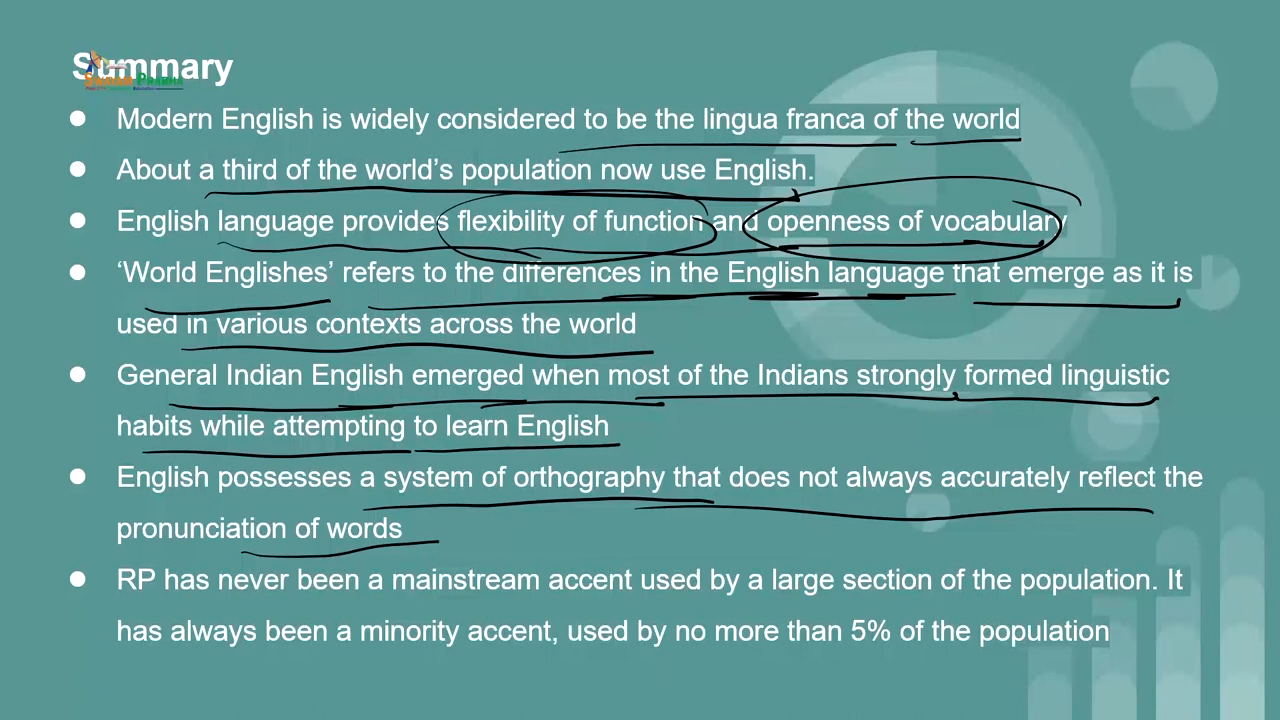 Summary
● Modern English is widely considered to be the lingua franca of the world
● About a third of the world's population now use English.
● English language provides flexibility of function and openness of vocabulary
● 'World Englishes' refers to the differences in the English language that emerge as it is
used in various contexts across the world
● General Indian English emerged when most of the Indians strongly formed linguistic
habits while attempting to learn English
● English possesses a system of orthography that does not always accurately reflect the
pronunciation of words
● RP has never been a mainstream accent used by a large section of the population. It
has always been a minority accent, used by no more than 5% of the population